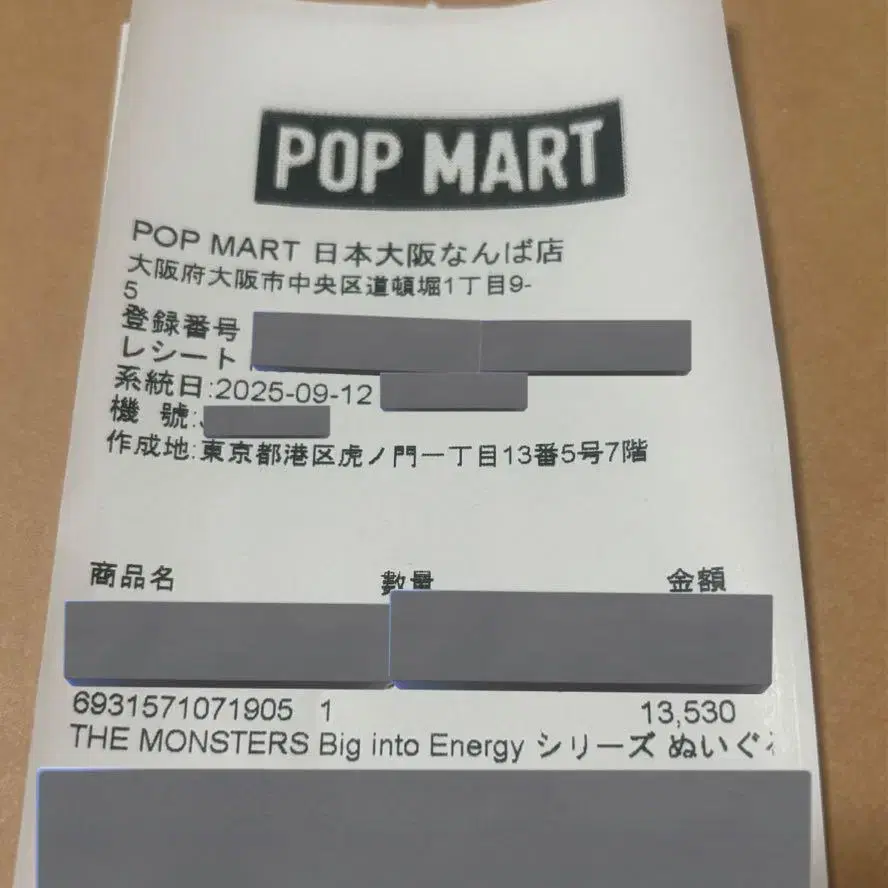 POP MART
POP MART 日本大阪なんば店
大阪府大阪市中央区道頓堀1丁目9-
5
登録番号
レシート
系統日:2025-09-12
機 號:
作成地:東京都港区虎ノ門一丁目13番5号7階
商品名 數量 金額
6931571071905 1 13,530
THE MONSTERS Big into Energy シリーズ ぬいぐ